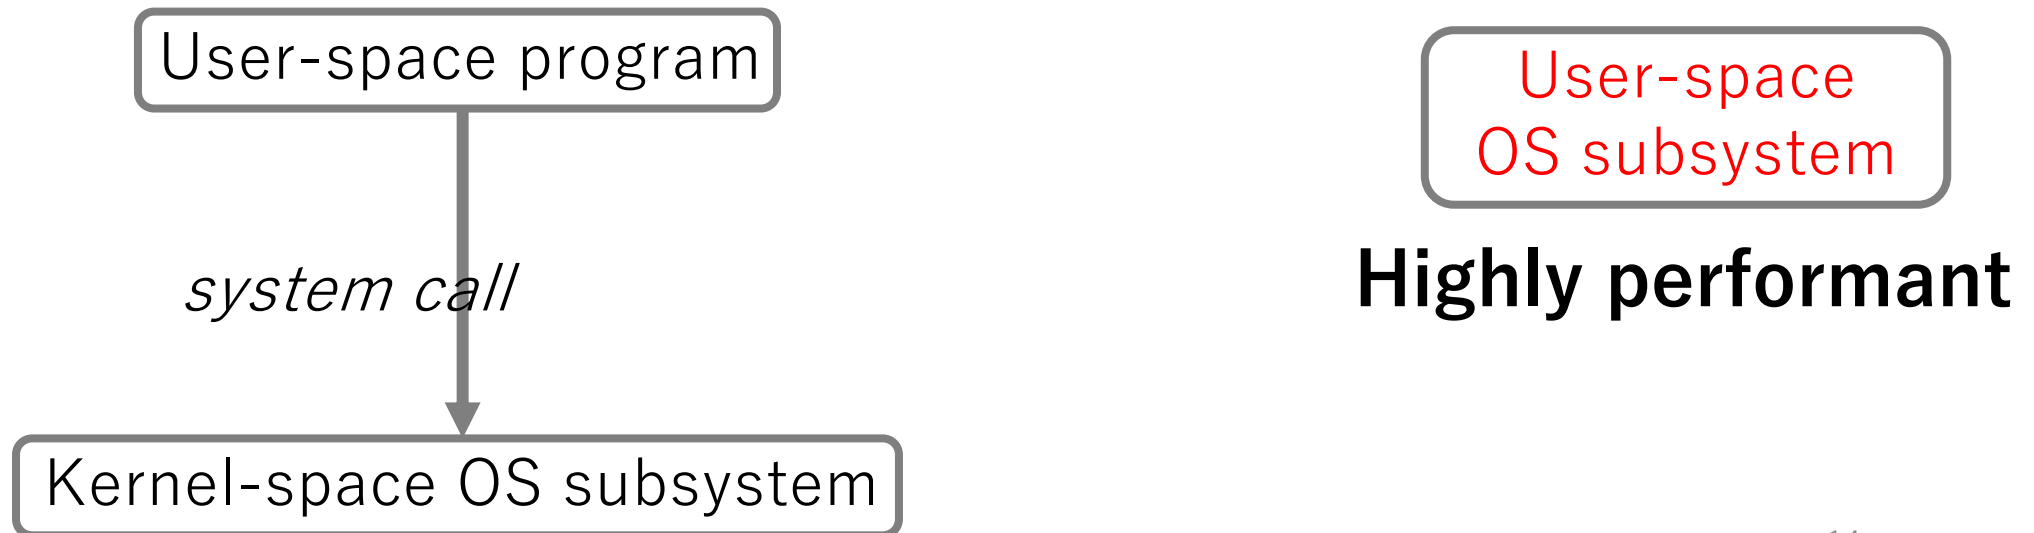 User-space program
system call
Kernel-space OS subsystem
User-space
OS subsystem
Highly performant